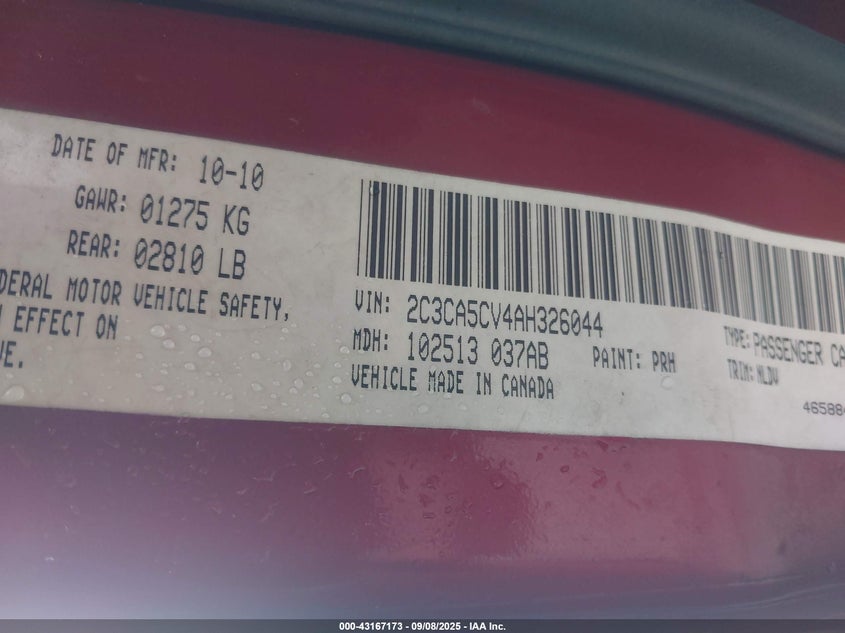 DATE OF MFR: 10-10
GAWR: 01275 KG
REAR: 02810 LB
DERAL MOTOR VEHICLE SAFETY,
EFFECT ON
VE.
VIN: 2C3CA5CV4AH326044
MDH: 102513 037AB PAINT: PRH
VEHICLE MADE IN CANADA
TYPE: PASSENGER CA
TRIM: NLDV
46588
000-43167173 - 09/08/2025 - IAA Inc.